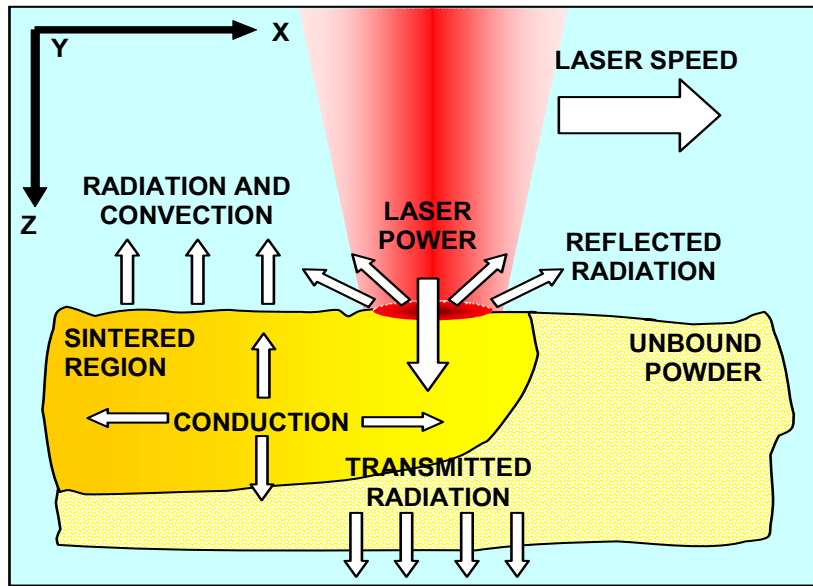 X
Y
Z
LASER SPEED
RADIATION AND
CONVECTION
LASER
POWER
REFLECTED
RADIATION
SINTERED
REGION
UNBOUND
POWDER
CONDUCTION
TRANSMITTED
RADIATION